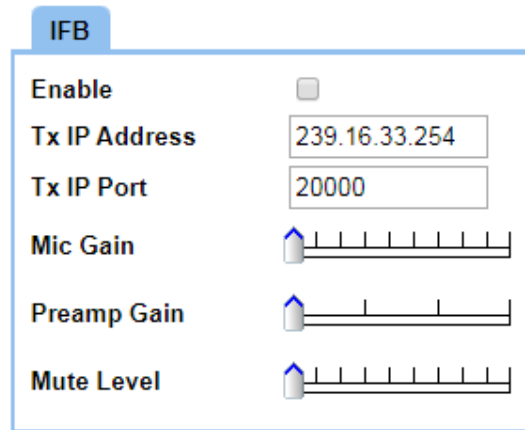 IFB
Enable
Tx IP Address 239.16.33.254
Tx IP Port 20000
Mic Gain
Preamp Gain
Mute Level